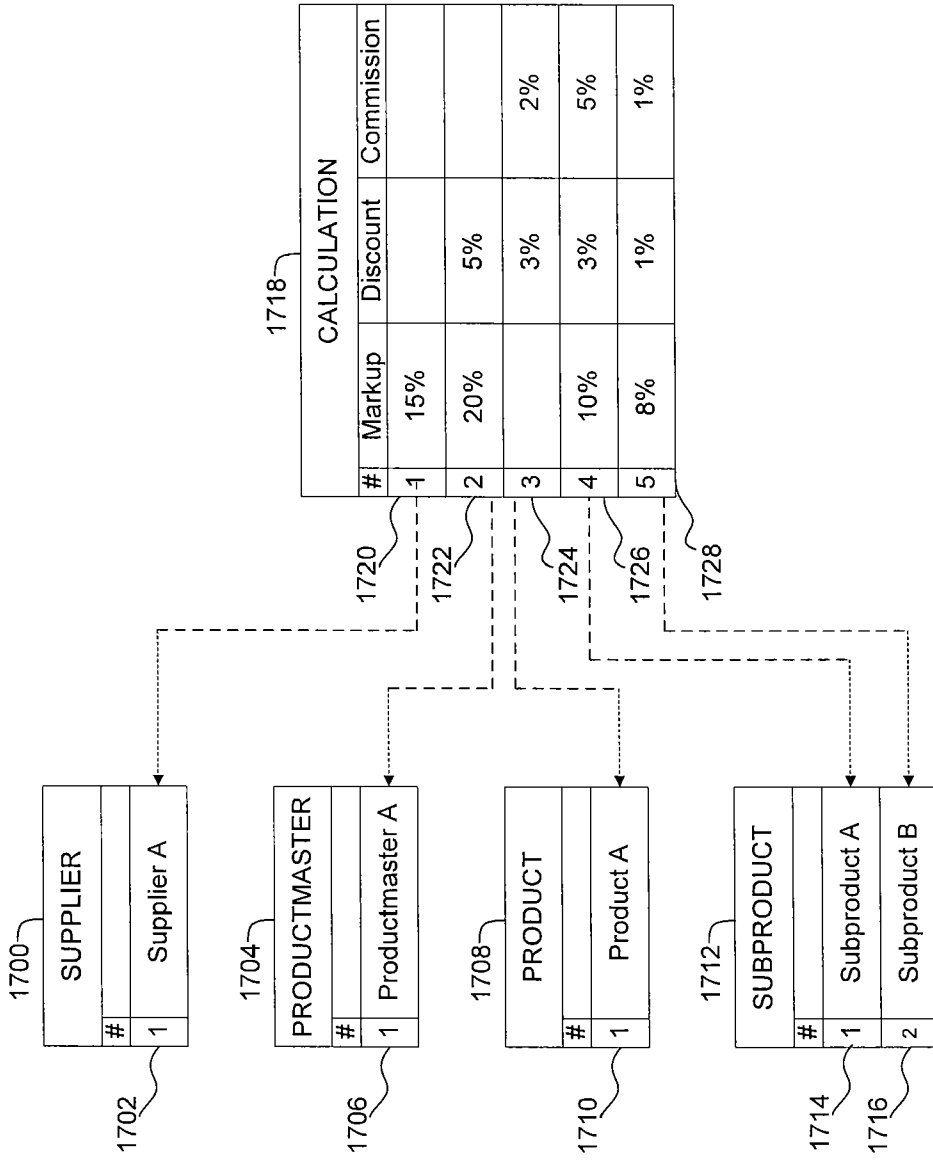 1700
SUPPLIER
#
1702
1 Supplier A
1704
PRODUCTMASTER
#
1706
1 Productmaster A
1708
PRODUCT
#
1710
1 Product A
1712
SUBPRODUCT
#
1714
1 Subproduct A
1716
2 Subproduct B
1718
CALCULATION
# Markup Discount Commission
1720
1 15%
1722
2 20% 5%
1724
3 3% 2%
1726
4 10% 3% 5%
1728
5 8% 1% 1%